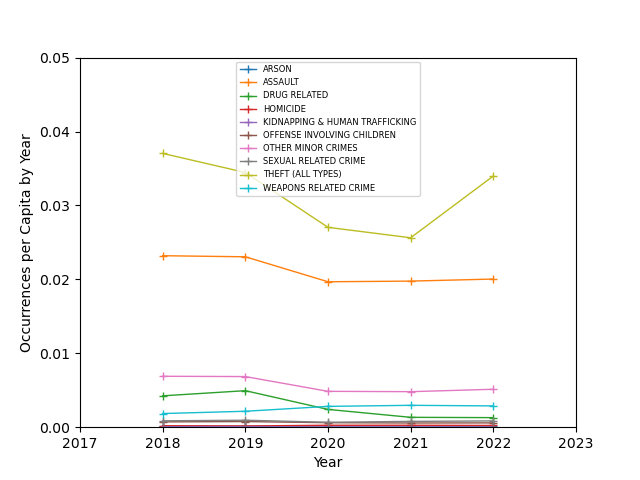 0.05
0.04
0.03
0.02
0.01
0.00
Occurrences per Capita by Year
ARSON
ASSAULT
DRUG RELATED
HOMICIDE
KIDNAPPING & HUMAN TRAFFICKING
OFFENSE INVOLVING CHILDREN
OTHER MINOR CRIMES
SEXUAL RELATED CRIME
THEFT (ALL TYPES)
WEAPONS RELATED CRIME
2017 2018 2019 2020 2021 2022 2023
Year